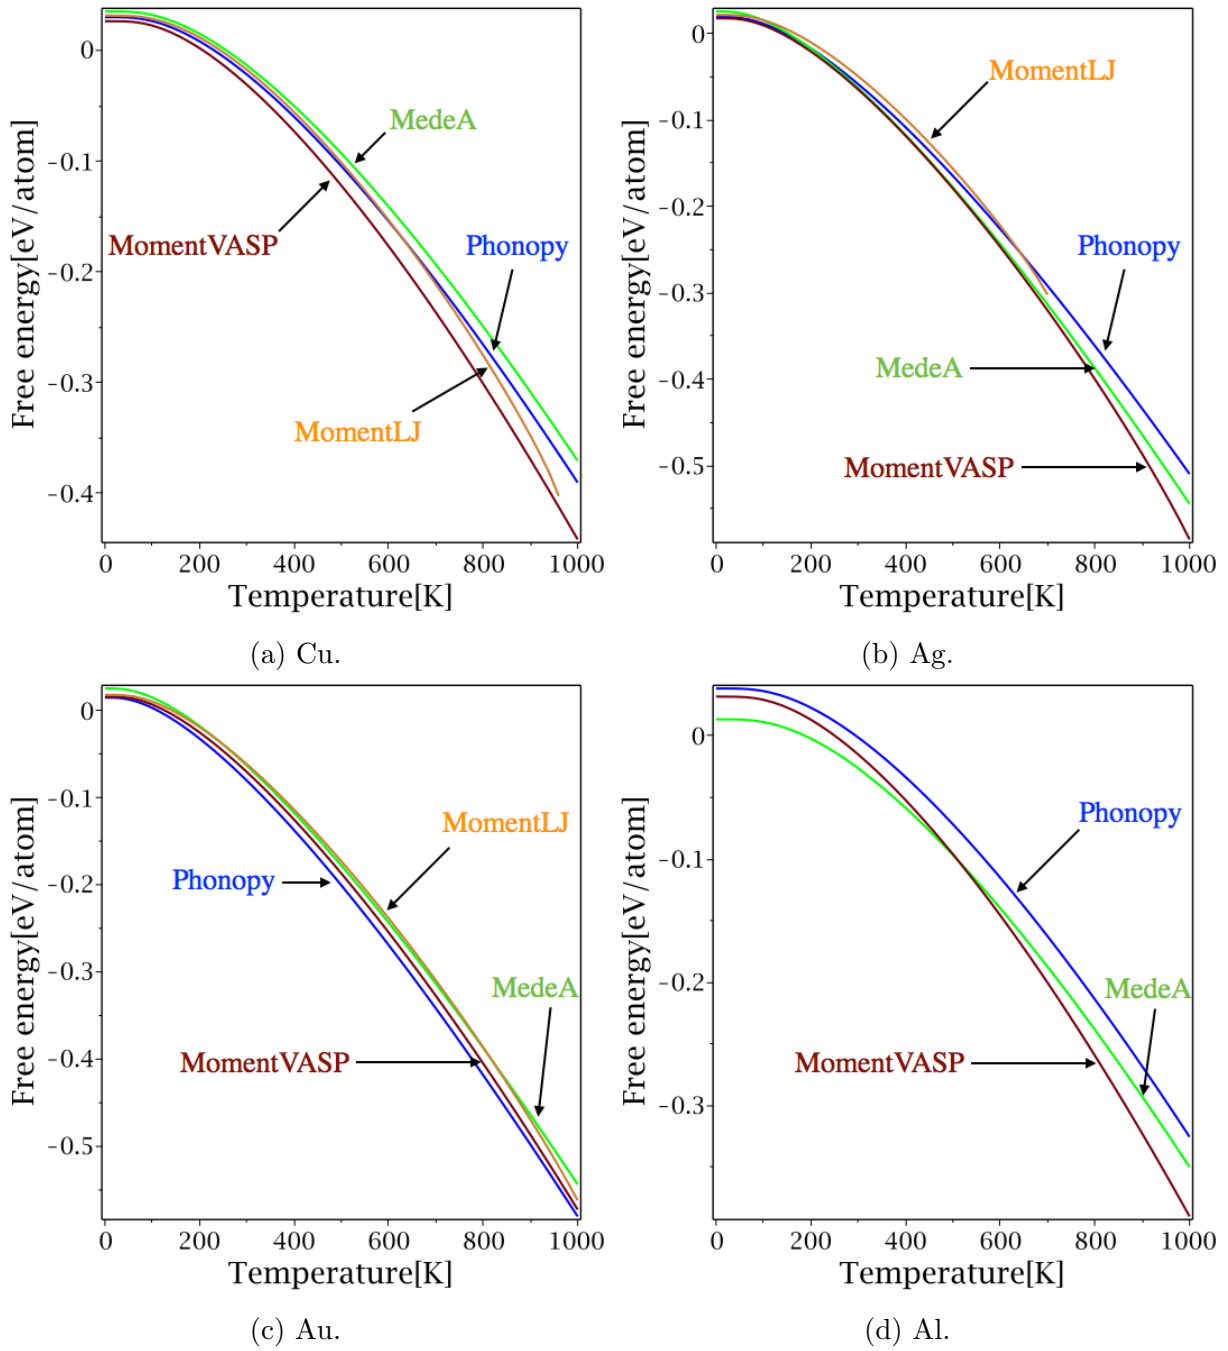 0
-0.1
-0.2
-0.3
-0.4
Free energy[eV/atom]
MedeA
MomentVASP
Phonopy
MomentLJ
0 200 400 600 800 1000
Temperature[K]
(a) Cu.
0
-0.1
-0.2
-0.3
-0.4
-0.5
Free energy[eV/atom]
MomentLJ
Phonopy
MedeA
MomentVASP
0 200 400 600 800 1000
Temperature[K]
(b) Ag.
0
-0.1
-0.2
-0.3
-0.4
-0.5
Free energy[eV/atom]
MomentLJ
Phonopy
MedeA
MomentVASP
0 200 400 600 800 1000
Temperature[K]
(c) Au.
0
-0.1
-0.2
-0.3
Free energy[eV/atom]
Phonopy
MedeA
MomentVASP
0 200 400 600 800 1000
Temperature[K]
(d) Al.